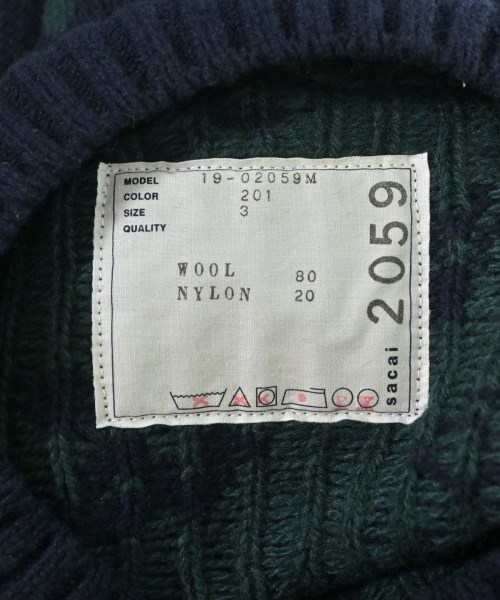 MODEL 19-02059M
COLOR 201
SIZE 3
QUALITY
WOOL 80
NYLON 20
sacai 2059